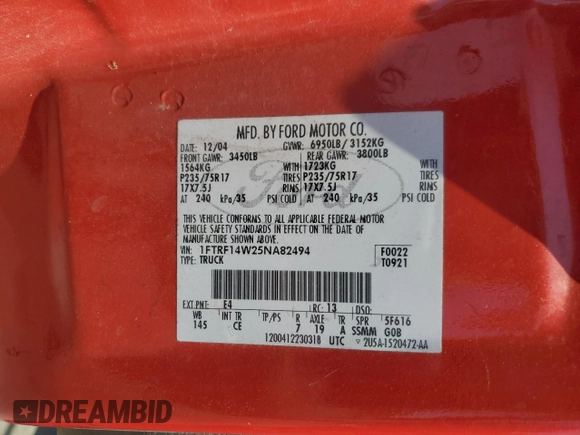 MFD. BY FORD MOTOR CO.
DATE: 12/04 GVWR: 6950LB / 3152KG
FRONT GAWR: 3450LB REAR GAWR: 3800LB
1564KG WITH 1723KG WITH
P235/75R17 TIRES P235/75R17 TIRES
17X7.5J RIMS 17X7.5J RIMS
AT 240 kPa/35 PSI COLD AT 240 kPa/35 PSI COLD
Ford
THIS VEHICLE CONFORMS TO ALL APPLICABLE FEDERAL MOTOR
VEHICLE SAFETY STANDARDS IN EFFECT ON THE DATE OF
MANUFACTURE SHOWN ABOVE.
VIN: 1FTRF14W25NA82494 F0022
TYPE: TRUCK T0921
EXT PNT: E4 RC: 13 DSO:
WB INT TR TP/PS R AXLE TR SPR 5F616
145 CE 7 19 A SSMM GOB
1200412230318 UTC ▽ 2U5A-1520472-AA
DREAMBID